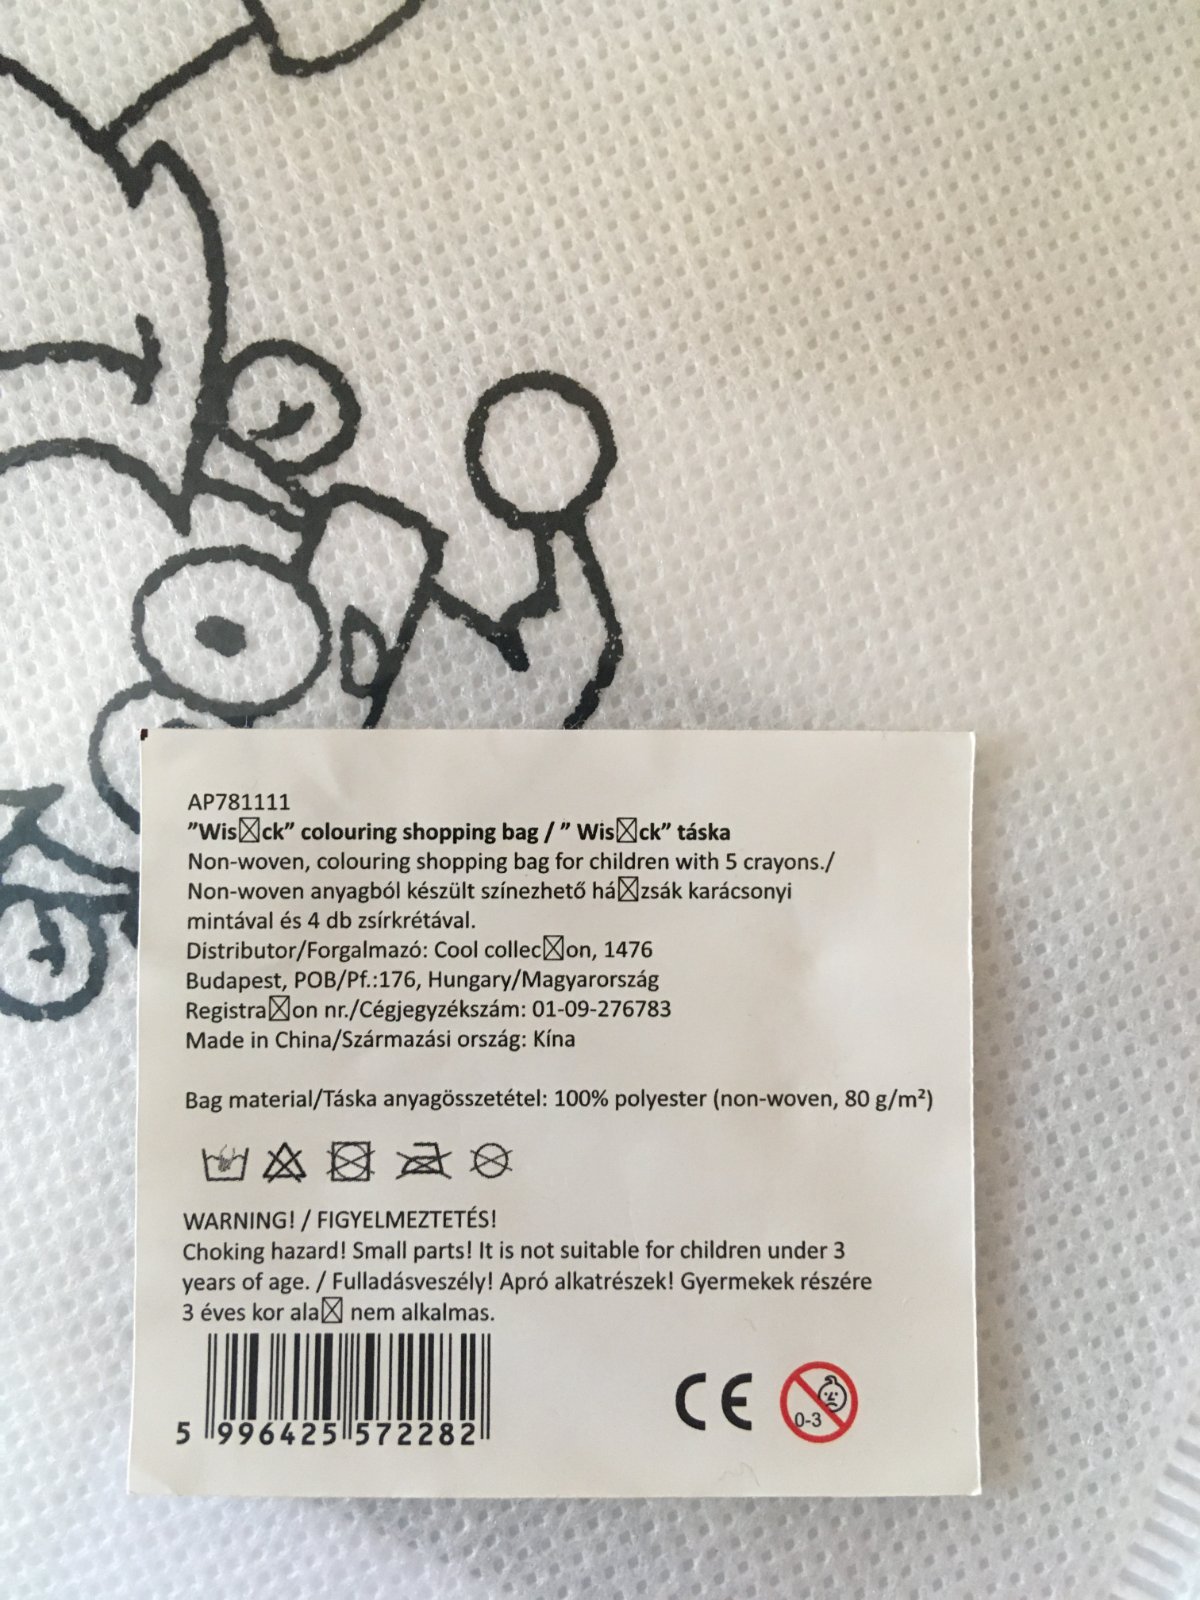 AP781111
”Wis☒ck” colouring shopping bag / ” Wis☒ck” táska
Non-woven, colouring shopping bag for children with 5 crayons./
Non-woven anyagból készült színezhető há☒zsák karácsonyi
mintával és 4 db zsírkrétával.
Distributor/Forgalmazó: Cool collec☒on, 1476
Budapest, POB/Pf.:176, Hungary/Magyarország
Registra☒on nr./Cégjegyzékszám: 01-09-276783
Made in China/Származási ország: Kína
Bag material/Táska anyagösszetétel: 100% polyester (non-woven, 80 g/m²)
WARNING! / FIGYELMEZTETÉS!
Choking hazard! Small parts! It is not suitable for children under 3
years of age. / Fulladásveszély! Apró alkatrészek! Gyermekek részére
3 éves kor ala☒ nem alkalmas.
5 996425 572282
CE
0-3